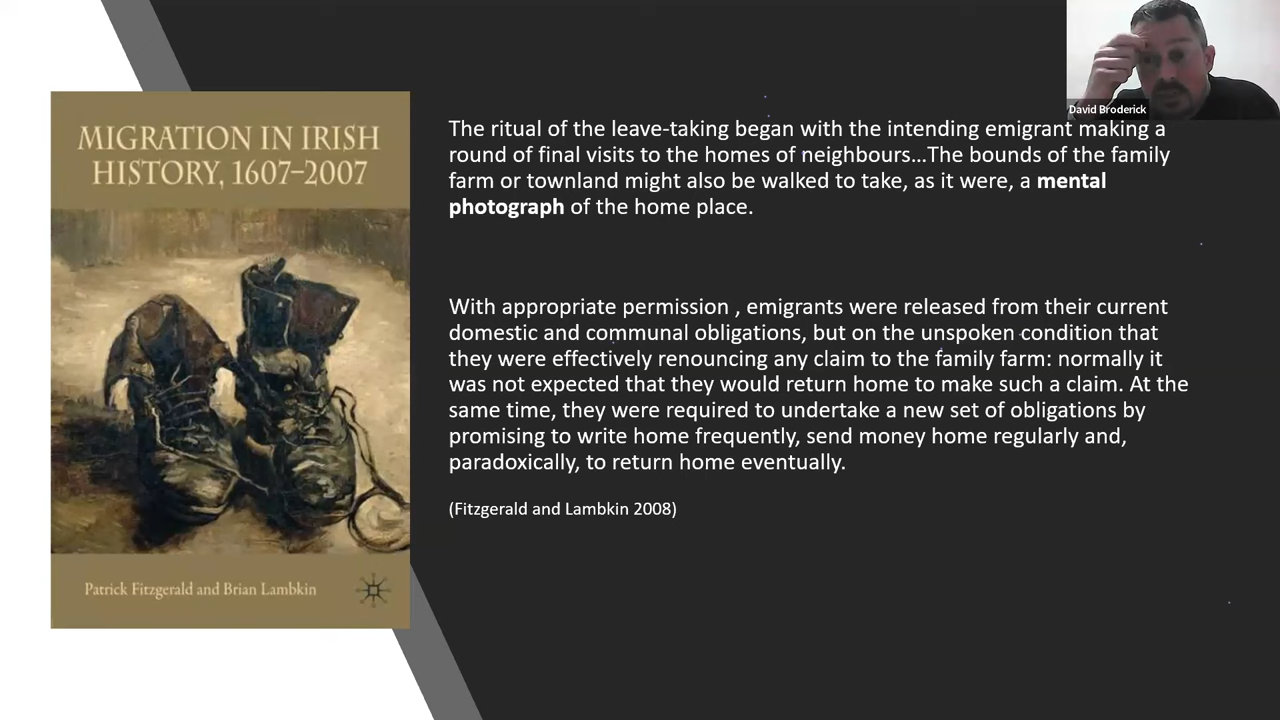 MIGRATION IN IRISH
HISTORY, 1607–2007
Patrick Fitzgerald and Brian Lambkin
David Broderick
The ritual of the leave-taking began with the intending emigrant making a
round of final visits to the homes of neighbours...The bounds of the family
farm or townland might also be walked to take, as it were, a mental
photograph of the home place.
With appropriate permission , emigrants were released from their current
domestic and communal obligations, but on the unspoken condition that
they were effectively renouncing any claim to the family farm: normally it
was not expected that they would return home to make such a claim. At the
same time, they were required to undertake a new set of obligations by
promising to write home frequently, send money home regularly and,
paradoxically, to return home eventually.
(Fitzgerald and Lambkin 2008)